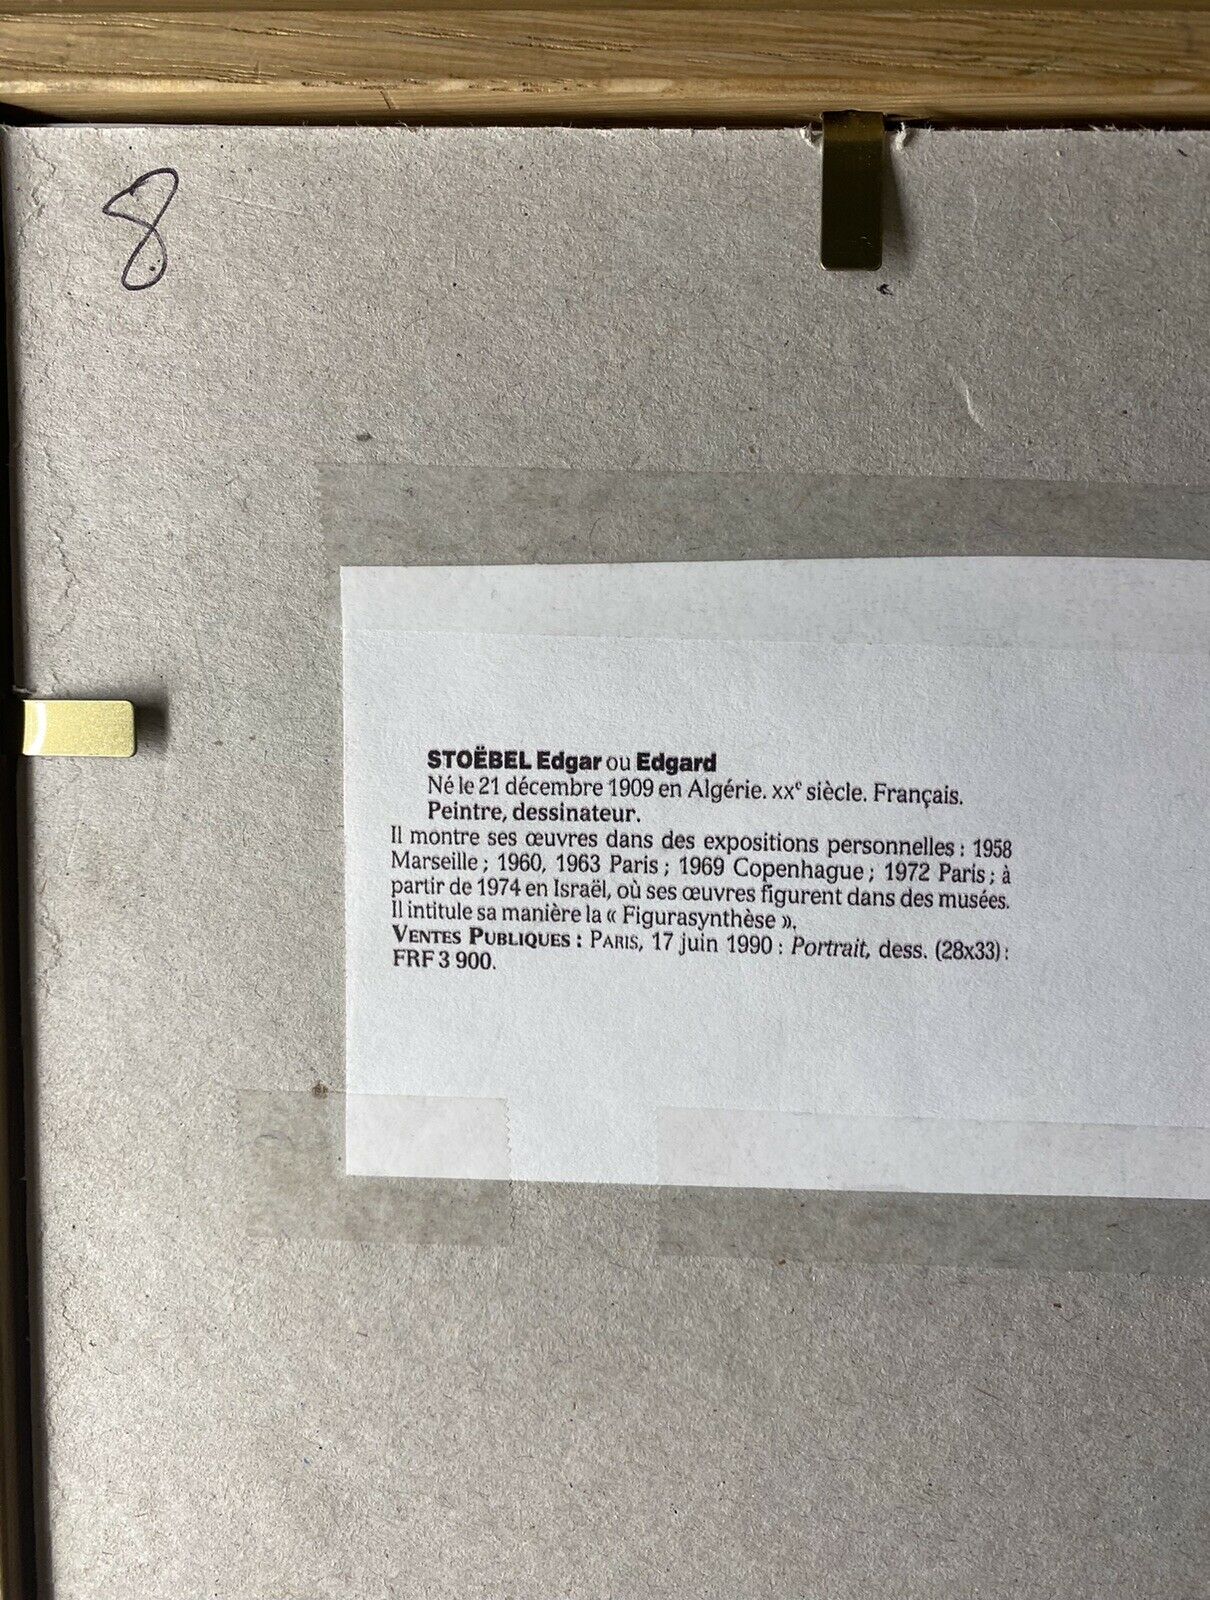 8
STOËBEL Edgar ou Edgard
Né le 21 décembre 1909 en Algérie. XXᵉ siècle. Français.
Peintre, dessinateur.
Il montre ses œuvres dans des expositions personnelles : 1958
Marseille ; 1960, 1963 Paris ; 1969 Copenhague ; 1972 Paris ; à
partir de 1974 en Israël, où ses œuvres figurent dans des musées.
Il intitule sa manière la « Figurasynthèse ».
VENTES PUBLIQUES : PARIS, 17 juin 1990 : Portrait, dess. (28x33) :
FRF 3 900.